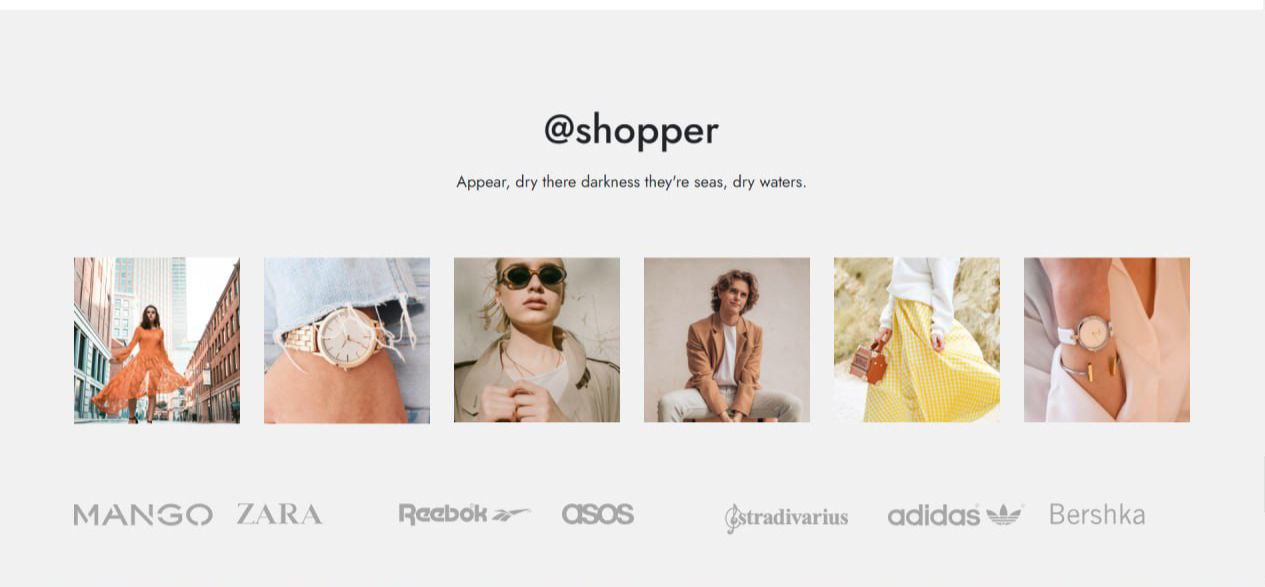 @shopper
Appear, dry there darkness they're seas, dry waters.
MANGO ZARA Reebok asos stradivarius adidas Bershka